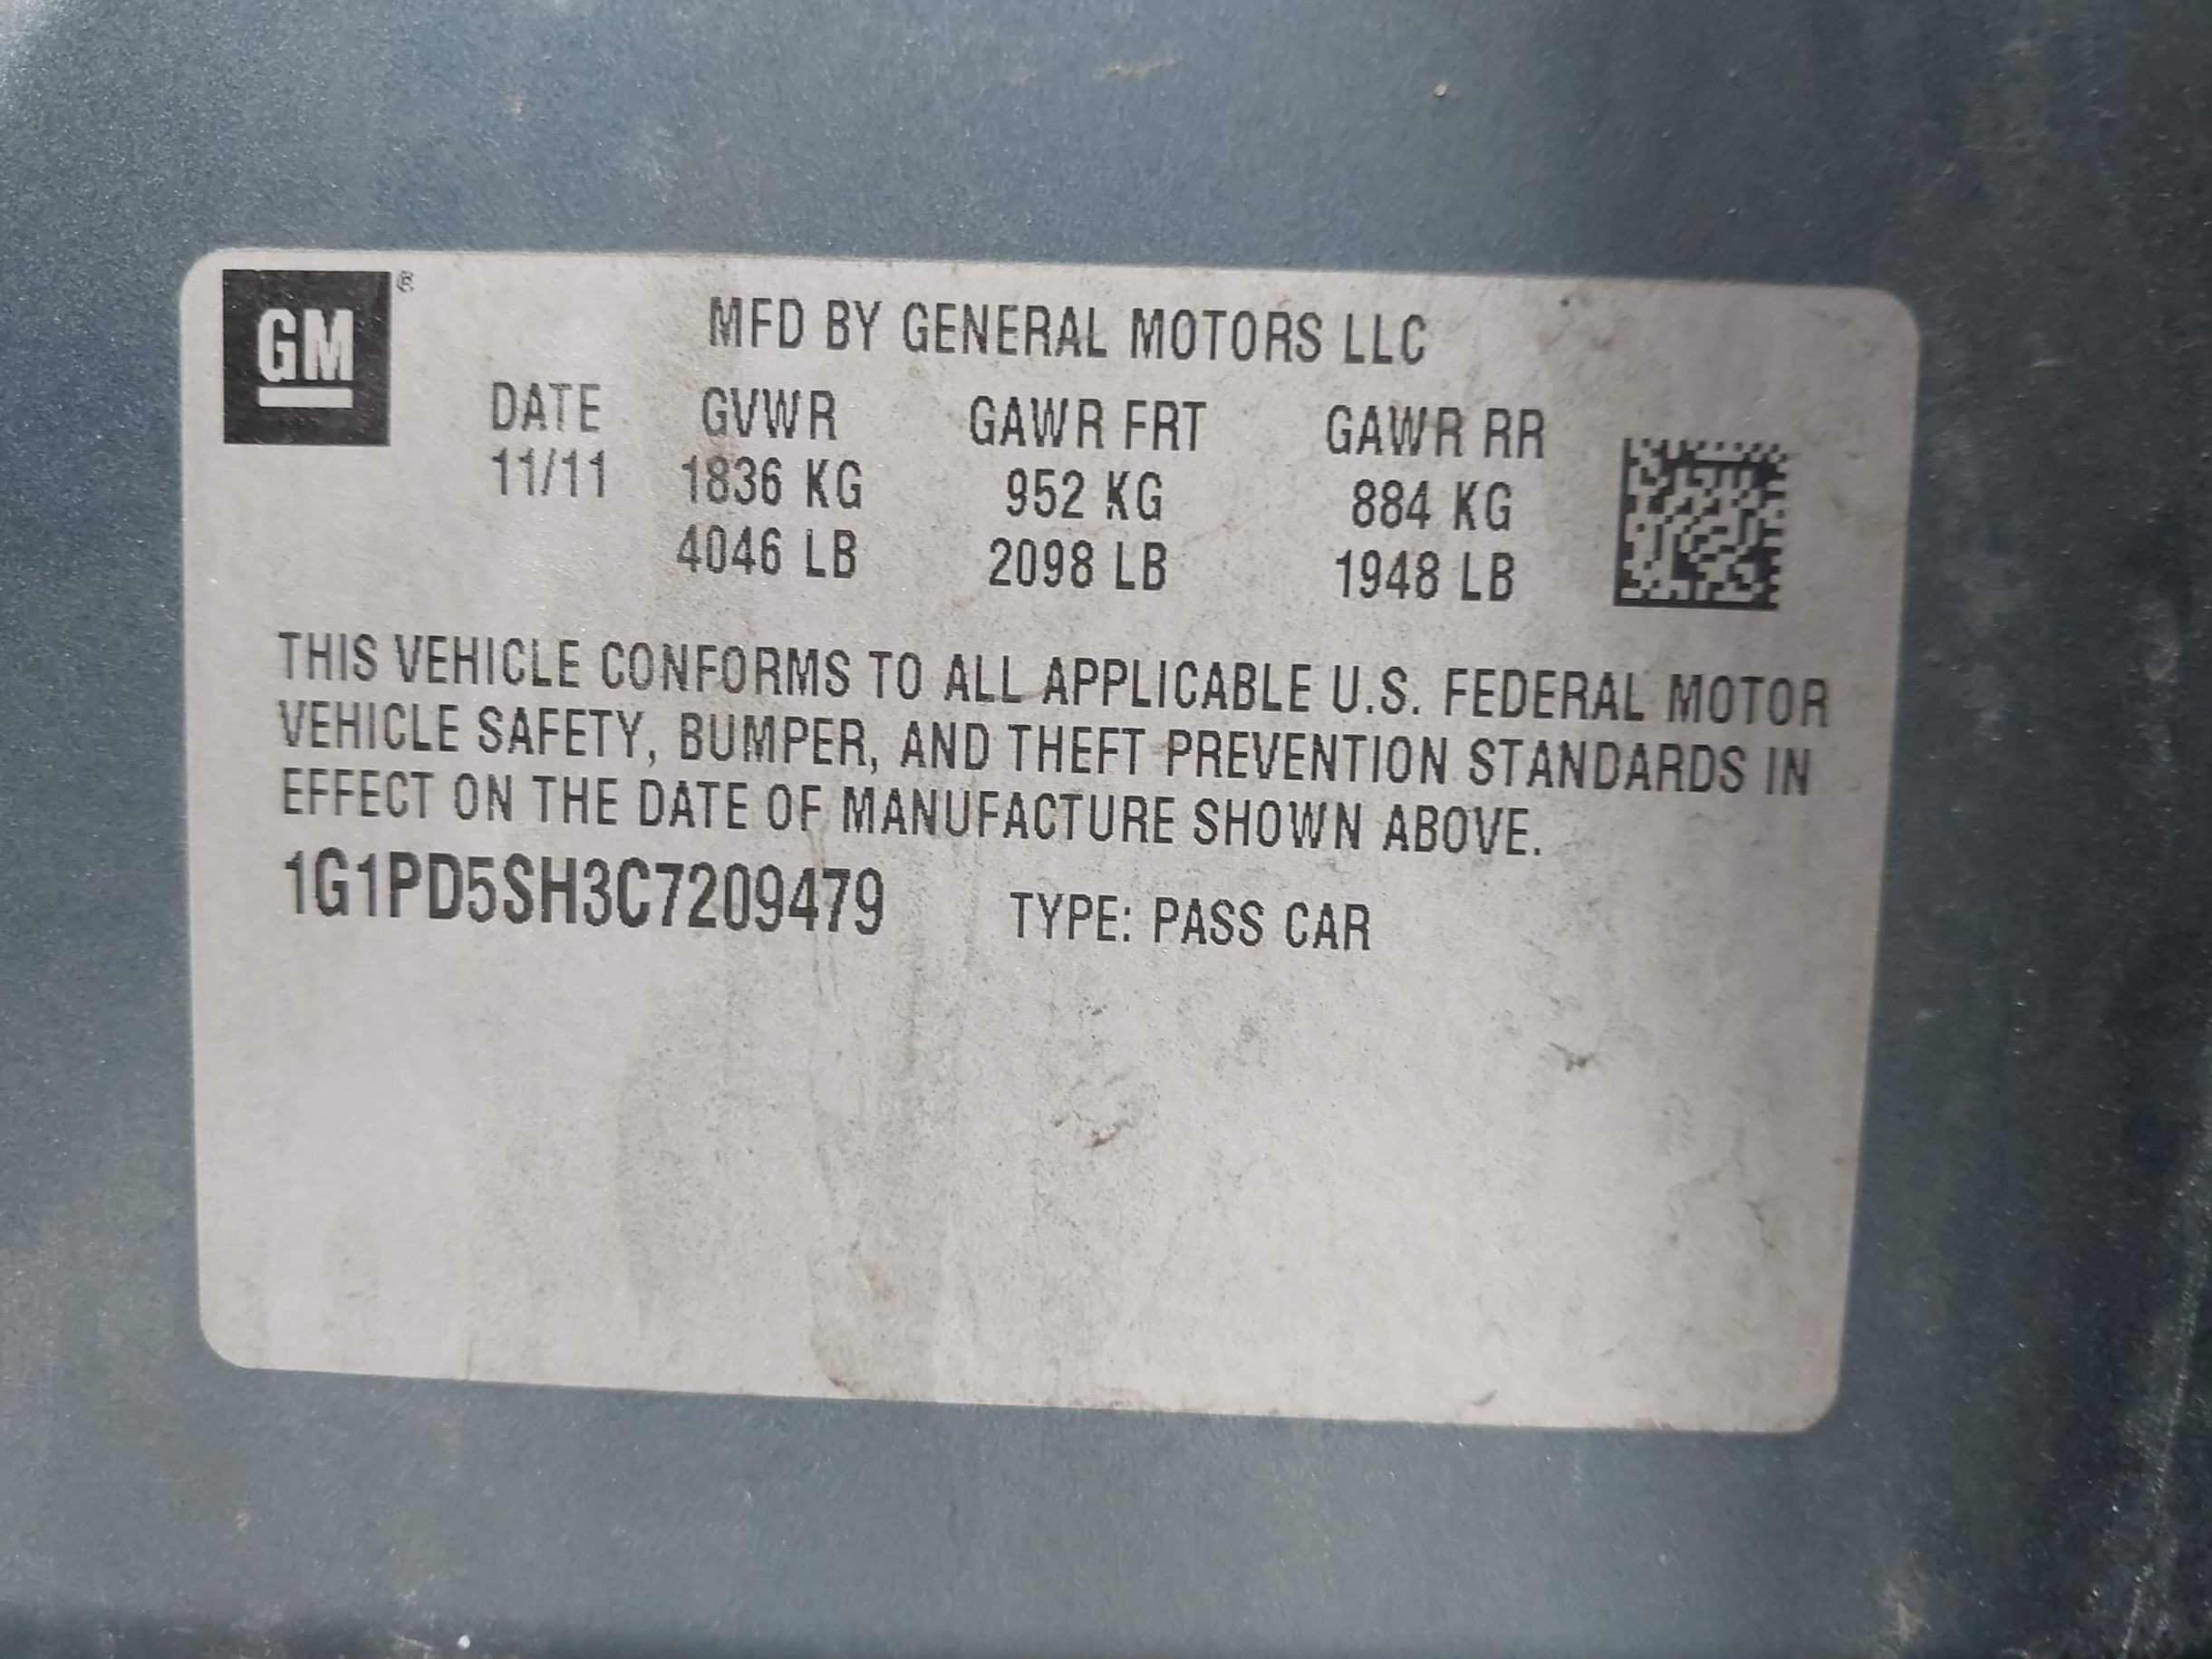 GM ®
MFD BY GENERAL MOTORS LLC
DATE GVWR GAWR FRT GAWR RR
11/11 1836 KG 952 KG 884 KG
4046 LB 2098 LB 1948 LB
THIS VEHICLE CONFORMS TO ALL APPLICABLE U.S. FEDERAL MOTOR
VEHICLE SAFETY, BUMPER, AND THEFT PREVENTION STANDARDS IN
EFFECT ON THE DATE OF MANUFACTURE SHOWN ABOVE.
1G1PD5SH3C7209479 TYPE: PASS CAR